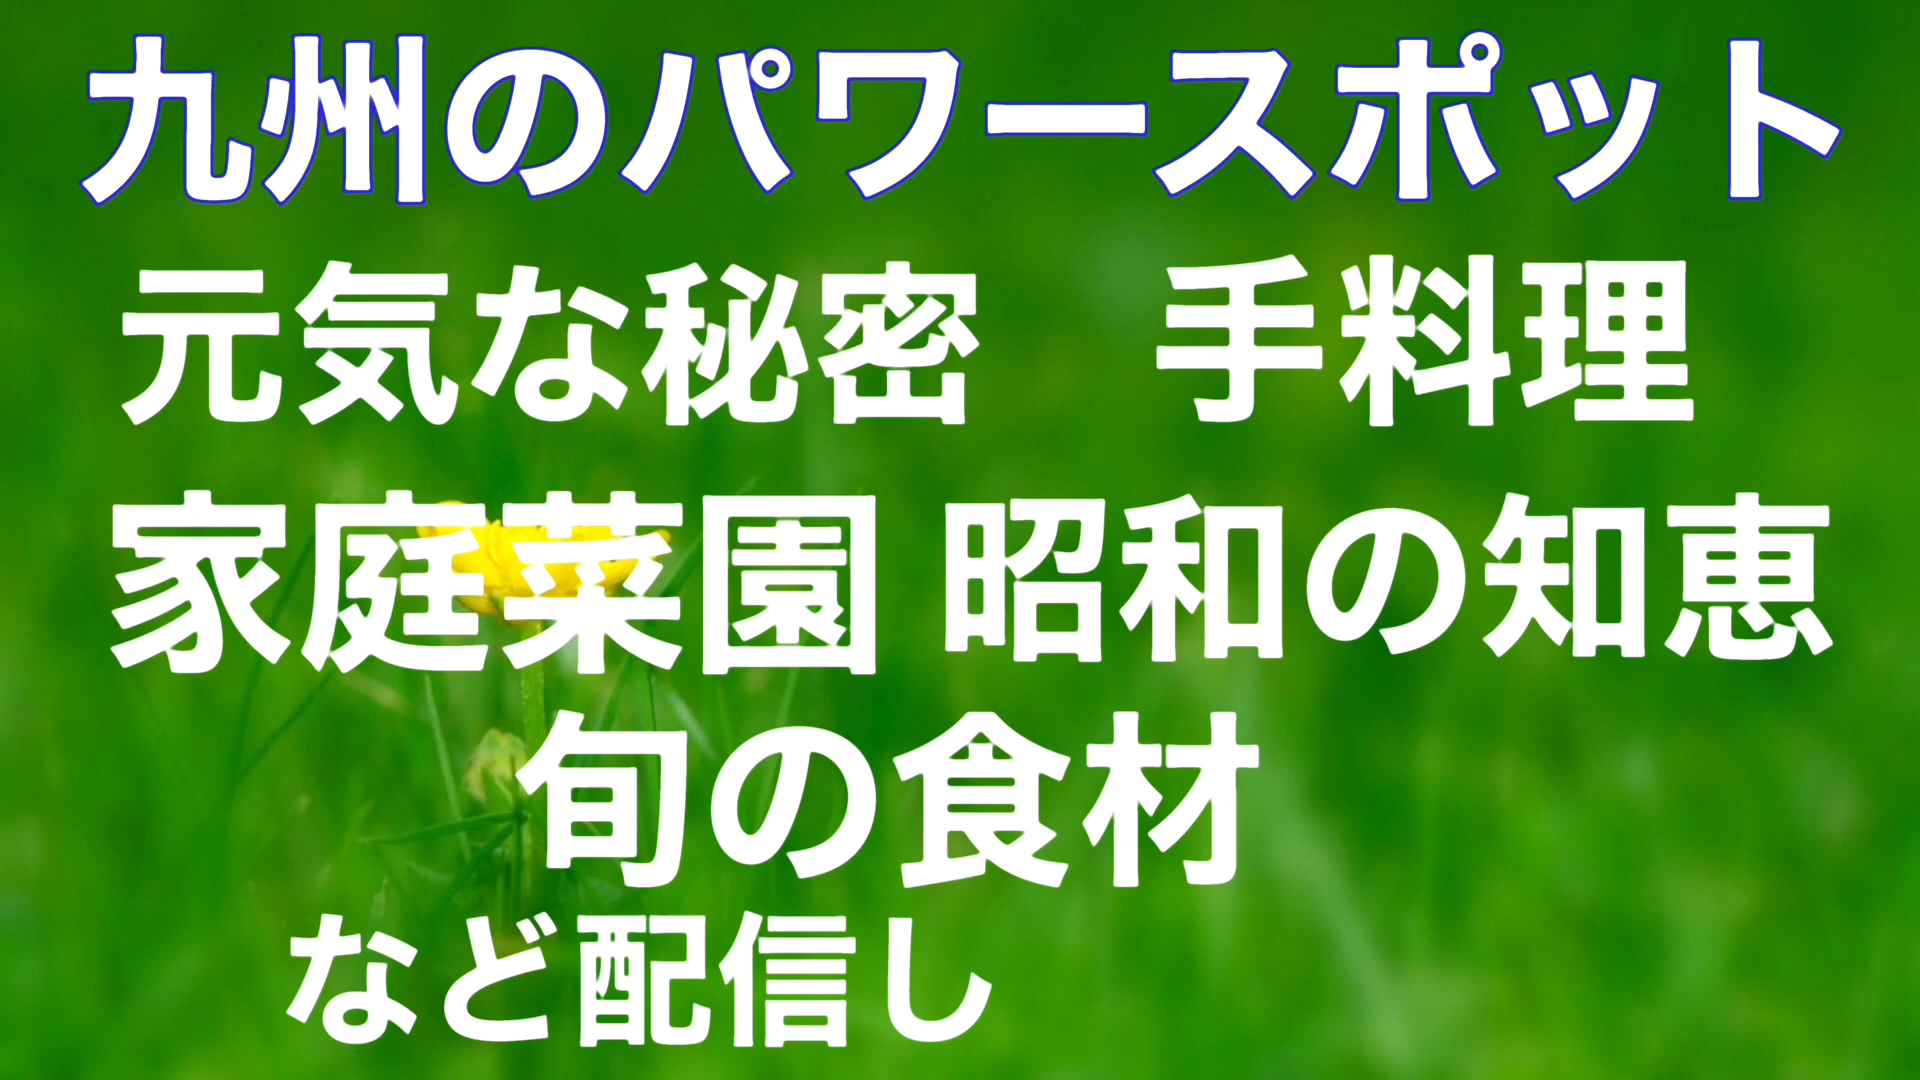 九州のパワースポット
元気な秘密　手料理
家庭菜園 昭和の知恵
旬の食材
など配信し